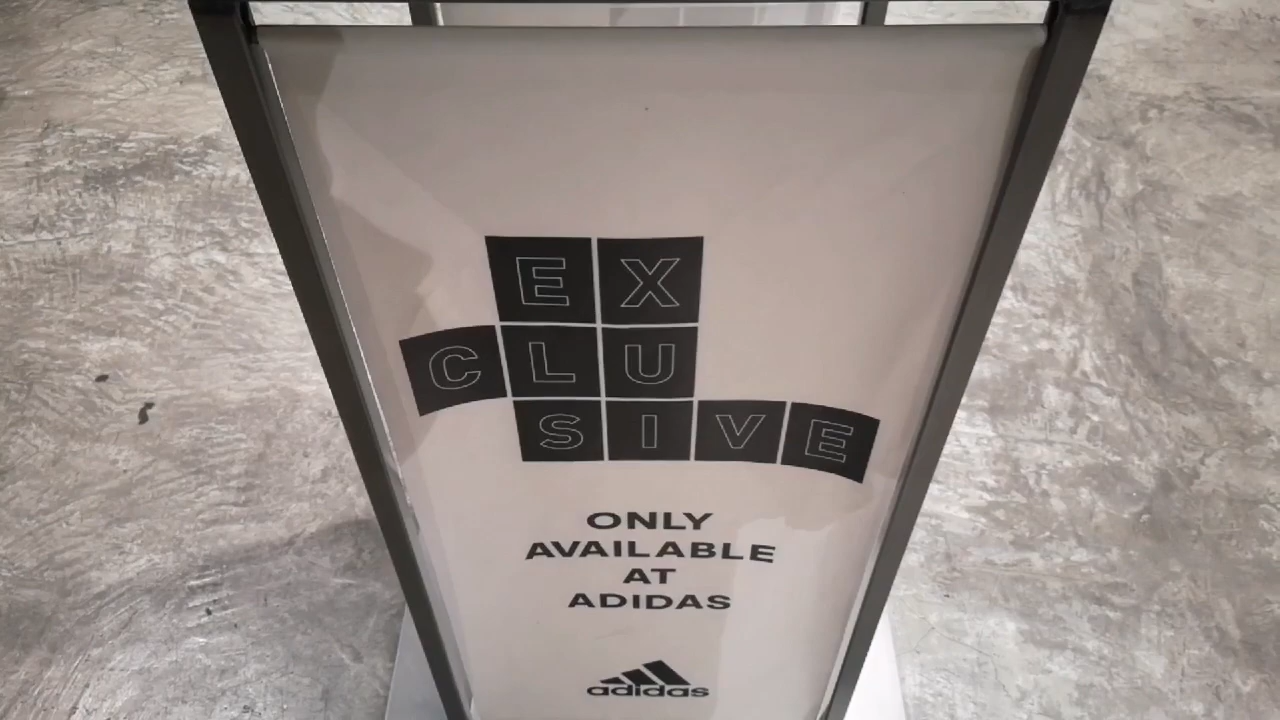 EX
CLU
SIVE
ONLY
AVAILABLE
AT
ADIDAS
adidas